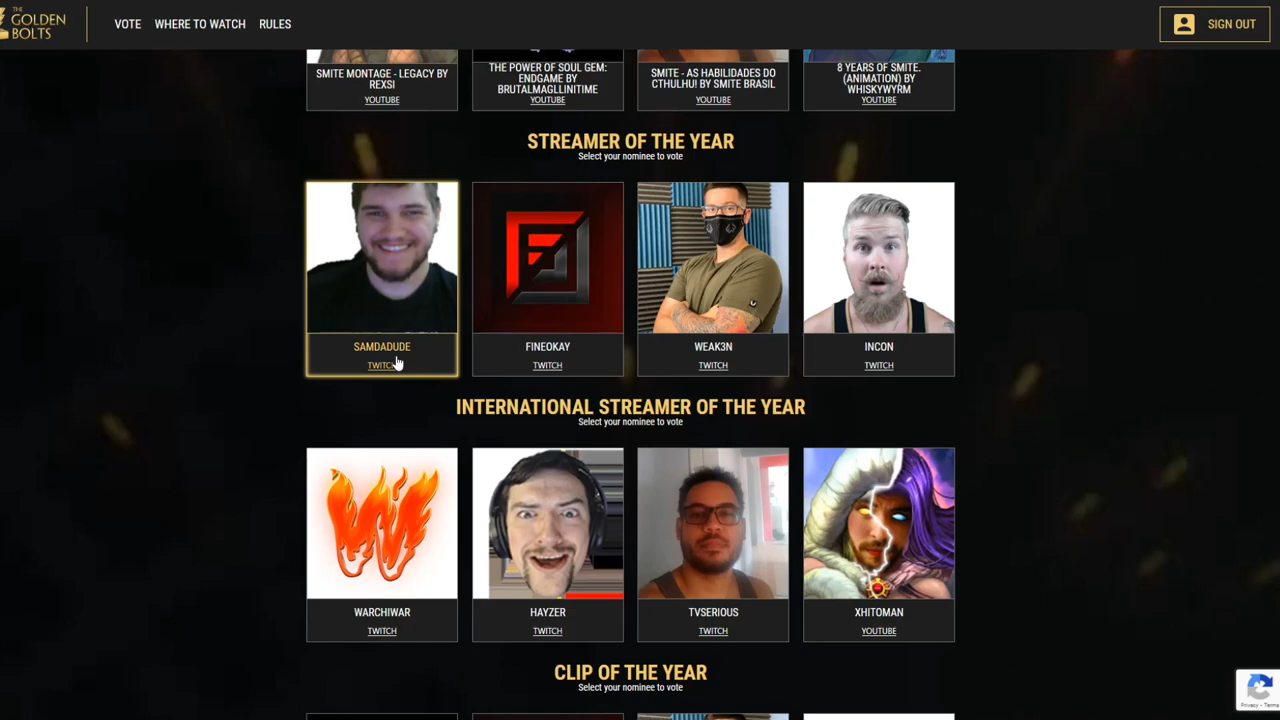 THE
GOLDEN
BOLTS
VOTE
WHERE TO WATCH
RULES
SIGN OUT
SMITE MONTAGE - LEGACY BY
REXSI
YOUTUBE
THE POWER OF SOUL GEM:
ENDGAME BY
BRUTALMAGLLINITIME
YOUTUBE
SMITE - AS HABILIDADES DO
CTHULHU! BY SMITE BRASIL
YOUTUBE
8 YEARS OF SMITE.
(ANIMATION) BY
WHISKYWYRM
YOUTUBE
STREAMER OF THE YEAR
Select your nominee to vote
SAMDADUDE
TWITCH
FINEOKAY
TWITCH
WEAK3N
TWITCH
INCON
TWITCH
INTERNATIONAL STREAMER OF THE YEAR
Select your nominee to vote
WARCHIWAR
TWITCH
HAYZER
TWITCH
TVSERIOUS
TWITCH
XHITOMAN
YOUTUBE
CLIP OF THE YEAR
Select your nominee to vote
Privacy - Terms